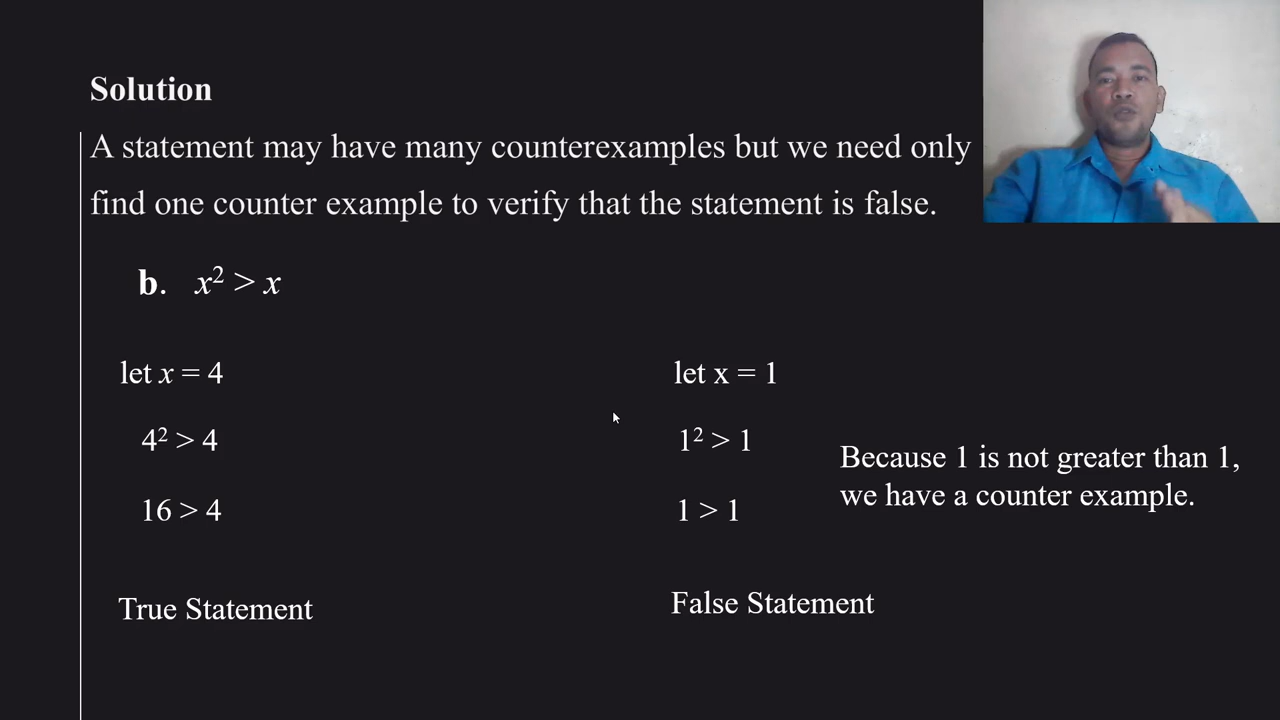 Solution
A statement may have many counterexamples but we need only
find one counter example to verify that the statement is false.
b. x² > x
let x = 4
4² > 4
16 > 4
True Statement
let x = 1
1² > 1
1 > 1
False Statement
Because 1 is not greater than 1,
we have a counter example.